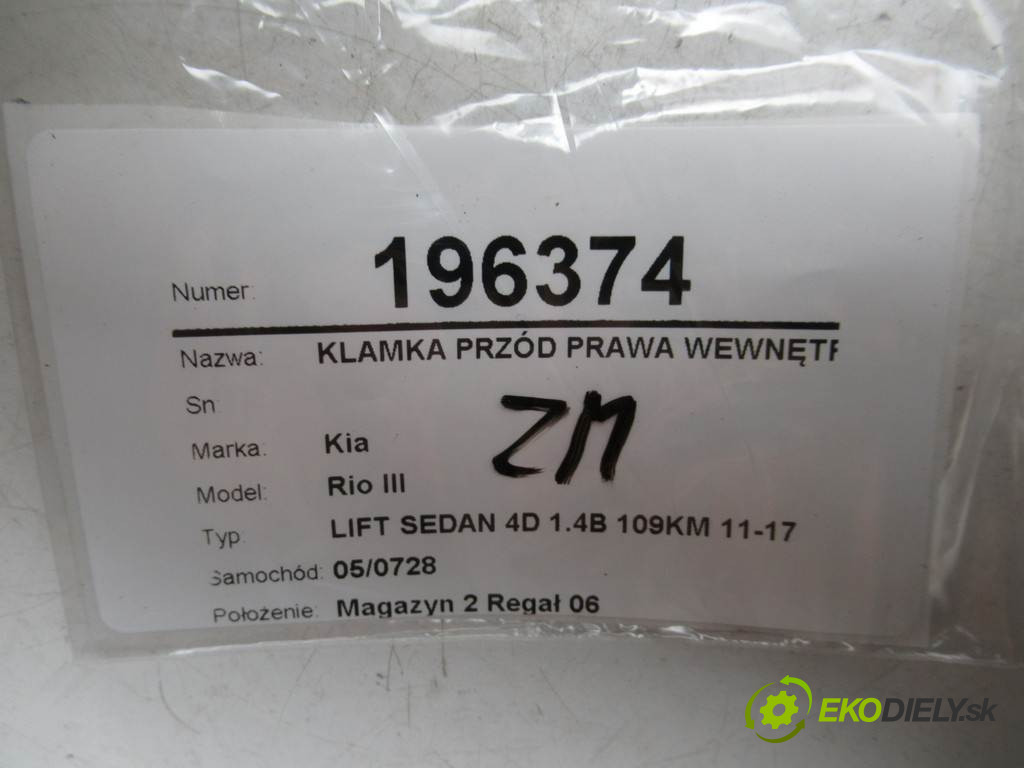 Numer: 196374
Nazwa: KLAMKA PRZÓD PRAWA WEWNĘTR
Sn:
ZM
Marka: Kia
Model: Rio III
Typ: LIFT SEDAN 4D 1.4B 109KM 11-17
Samochód: 05/0728
Położenie: Magazyn 2 Regał 06
EKODIELY.sk